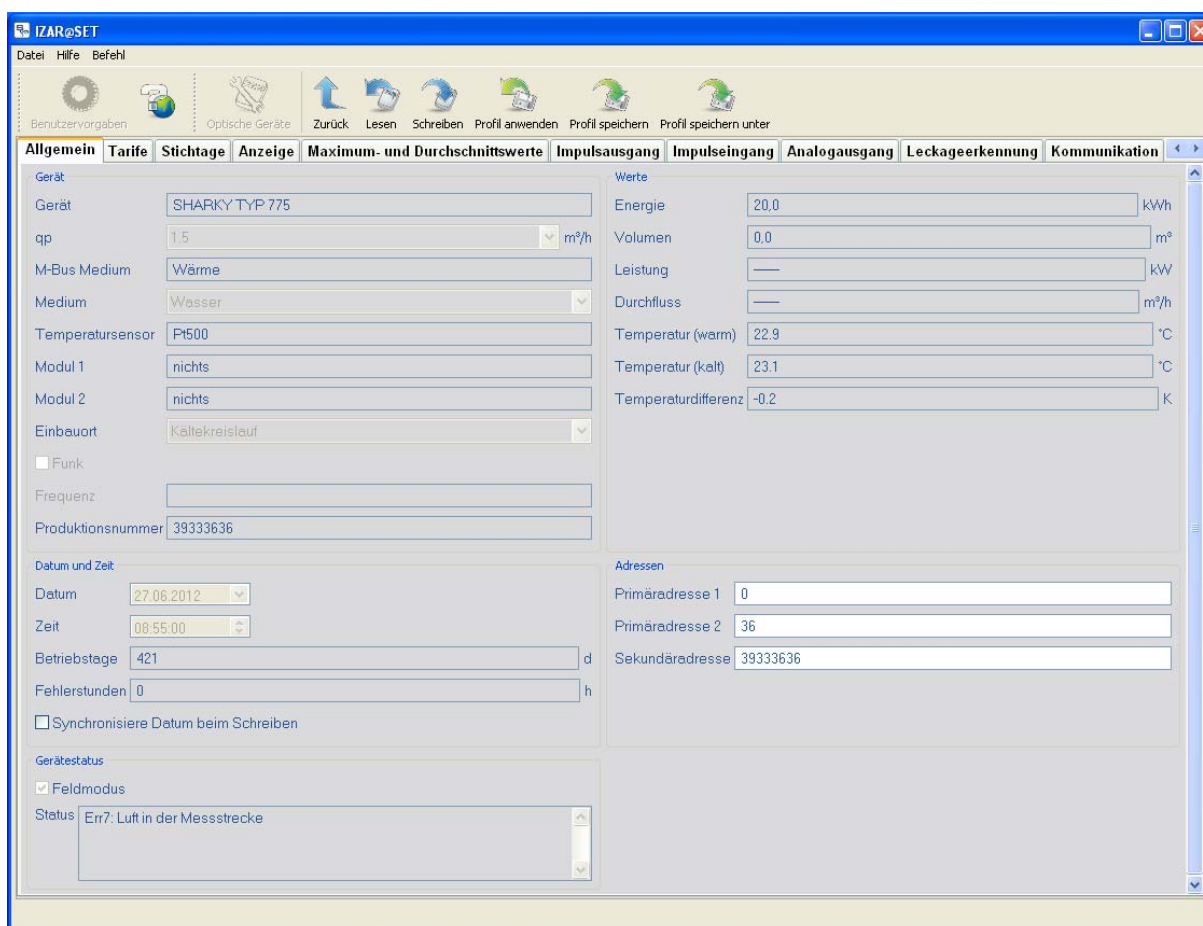 IZAR@SET
Datei Hilfe Befehl
Benutzervorgaben Optische Geräte Zurück Lesen Schreiben Profil anwenden Profil speichern Profil speichern unter
Allgemein Tarife Stichtage Anzeige Maximum- und Durchschnittswerte Impulsausgang Impulseingang Analogausgang Leckageerkennung Kommunikation
Gerät
Gerät SHARKY TYP 775
qp 1.5 m³/h
M-Bus Medium Wärme
Medium Wasser
Temperatursensor Pt500
Modul 1 nichts
Modul 2 nichts
Einbauort Kältekreislauf
Funk
Frequenz
Produktionsnummer 39333636
Werte
Energie 20,0 kWh
Volumen 0,0 m³
Leistung —— kW
Durchfluss —— m³/h
Temperatur (warm) 22.9 °C
Temperatur (kalt) 23.1 °C
Temperaturdifferenz -0.2 K
Datum und Zeit
Datum 27.06.2012
Zeit 08:55:00
Betriebstage 421 d
Fehlerstunden 0 h
Synchronisiere Datum beim Schreiben
Adressen
Primäradresse 1 0
Primäradresse 2 36
Sekundäradresse 39333636
Gerätestatus
Feldmodus
Status Err7: Luft in der Messstrecke